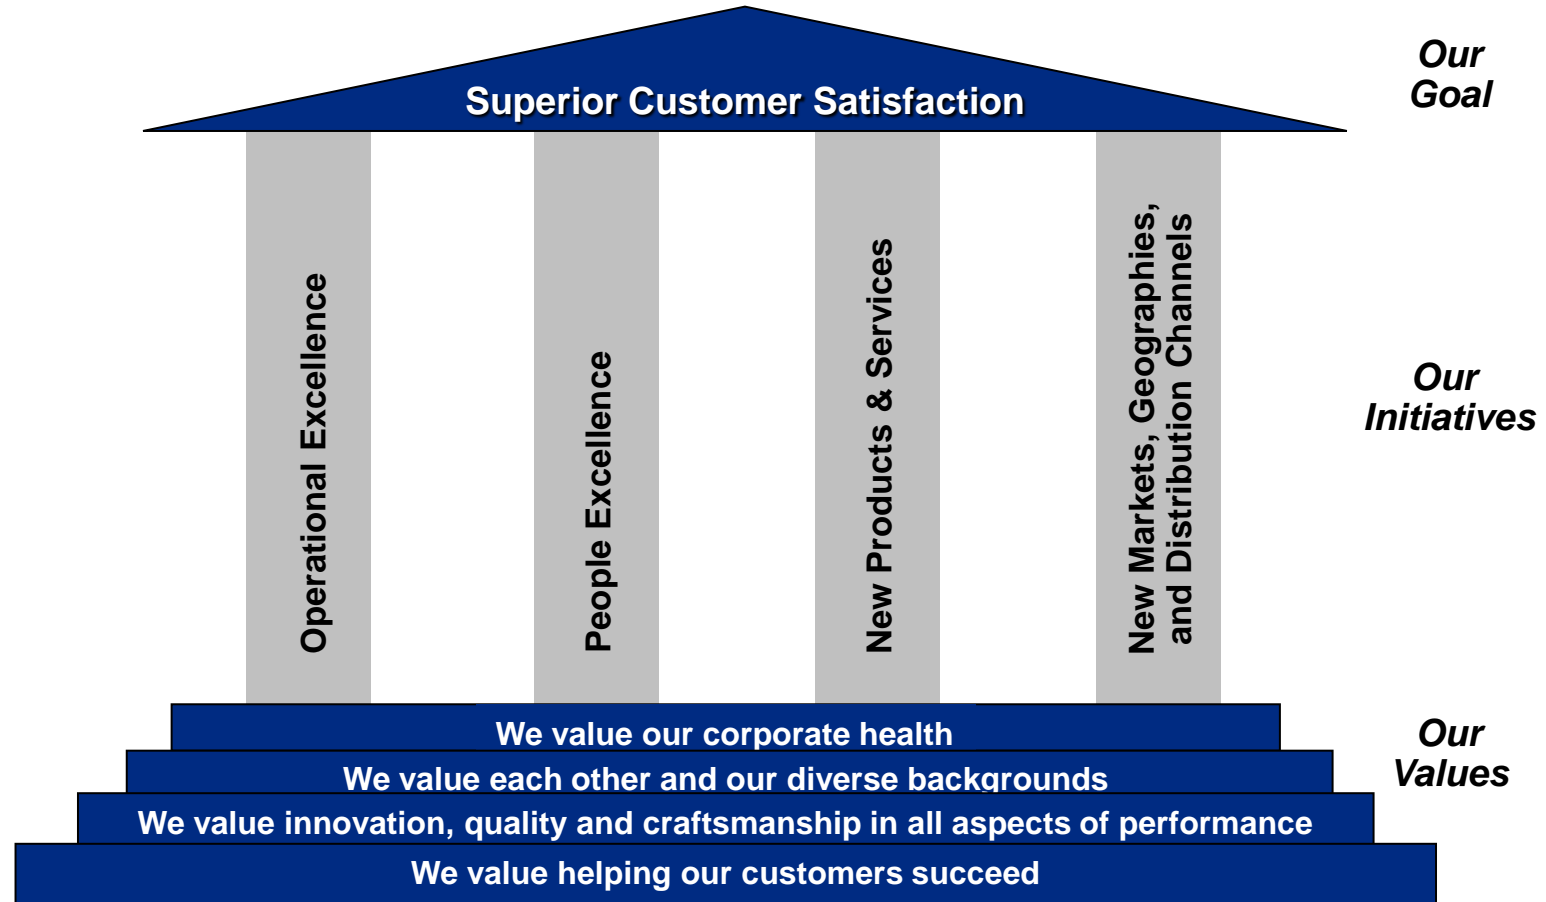 Superior Customer Satisfaction
Our
Goal
Operational Excellence
People Excellence
New Products & Services
New Markets, Geographies,
and Distribution Channels
Our
Initiatives
We value our corporate health
We value each other and our diverse backgrounds
We value innovation, quality and craftsmanship in all aspects of performance
We value helping our customers succeed
Our
Values